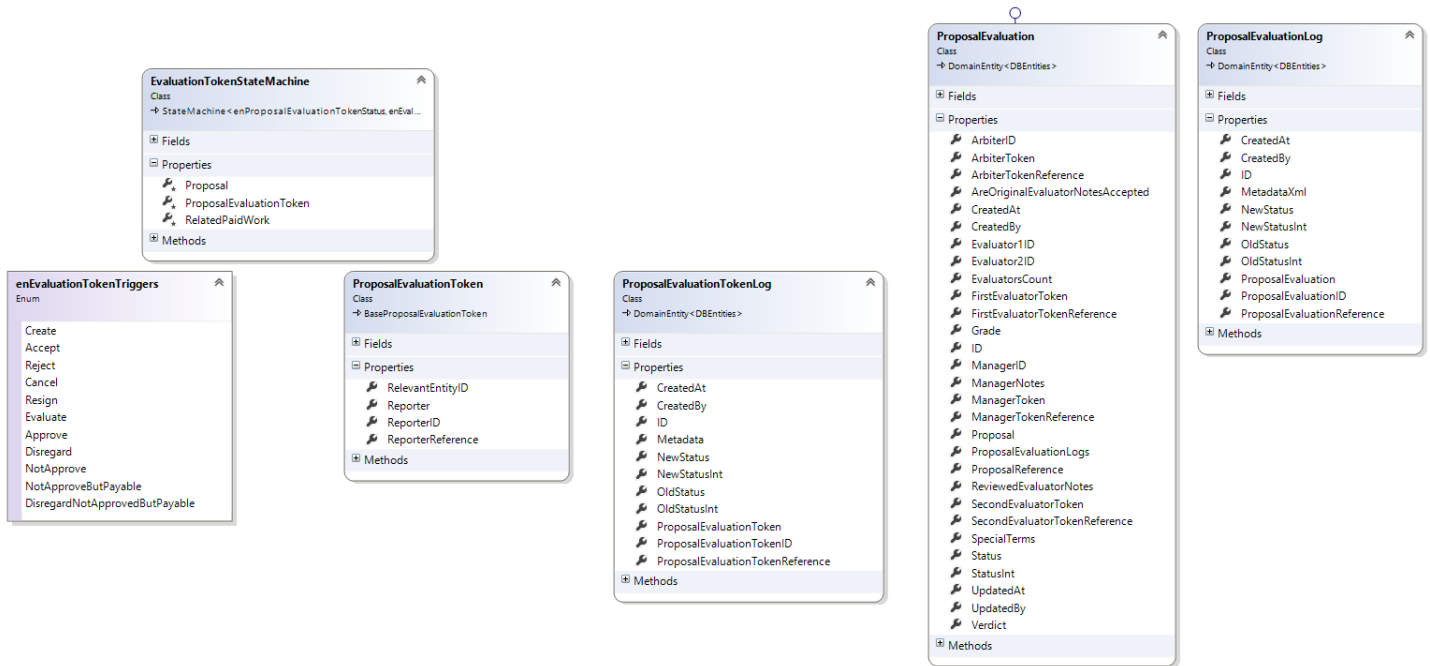 EvaluationTokenStateMachine
Class
StateMachine<enProposalEvaluationTokenStatus, enEval...
Fields
Properties
Proposal
ProposalEvaluationToken
RelatedPaidWork
Methods
enEvaluationTokenTriggers
Enum
Create
Accept
Reject
Cancel
Resign
Evaluate
Approve
Disregard
NotApprove
NotApproveButPayable
DisregardNotApprovedButPayable
ProposalEvaluationToken
Class
BaseProposalEvaluationToken
Fields
Properties
RelevantEntityID
Reporter
ReporterID
ReporterReference
Methods
ProposalEvaluationTokenLog
Class
DomainEntity<DBEntities>
Fields
Properties
CreatedAt
CreatedBy
ID
Metadata
NewStatus
NewStatusInt
OldStatus
OldStatusInt
ProposalEvaluationToken
ProposalEvaluationTokenID
ProposalEvaluationTokenReference
Methods
ProposalEvaluation
Class
DomainEntity<DBEntities>
Fields
Properties
ArbiterID
ArbiterToken
ArbiterTokenReference
AreOriginalEvaluatorNotesAccepted
CreatedAt
CreatedBy
Evaluator1ID
Evaluator2ID
EvaluatorsCount
FirstEvaluatorToken
FirstEvaluatorTokenReference
Grade
ID
ManagerID
ManagerNotes
ManagerToken
ManagerTokenReference
Proposal
ProposalEvaluationLogs
ProposalReference
ReviewedEvaluatorNotes
SecondEvaluatorToken
SecondEvaluatorTokenReference
SpecialTerms
Status
StatusInt
UpdatedAt
UpdatedBy
Verdict
Methods
ProposalEvaluationLog
Class
DomainEntity<DBEntities>
Fields
Properties
CreatedAt
CreatedBy
ID
MetadataXml
NewStatus
NewStatusInt
OldStatus
OldStatusInt
ProposalEvaluation
ProposalEvaluationID
ProposalEvaluationReference
Methods